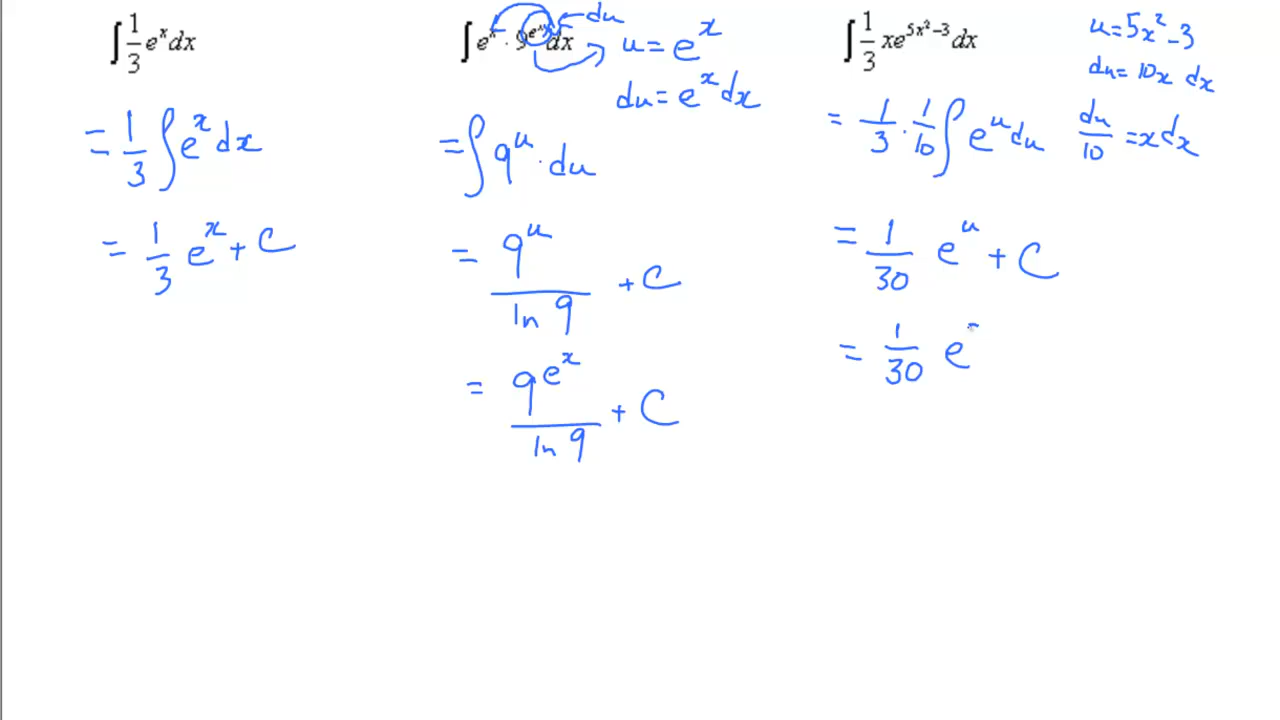 ∫ 1/3 e^x dx
= 1/3 ∫ e^x dx
= 1/3 e^x + C
∫ e^x · 9^(e^x) dx
du
u = e^x
du = e^x dx
= ∫ 9^u · du
= 9^u / ln 9 + C
= 9^(e^x) / ln 9 + C
∫ 1/3 xe^(5x²−3) dx
u = 5x² − 3
du = 10x dx
du/10 = x dx
= 1/3 · 1/10 ∫ e^u du
= 1/30 e^u + C
= 1/30 e